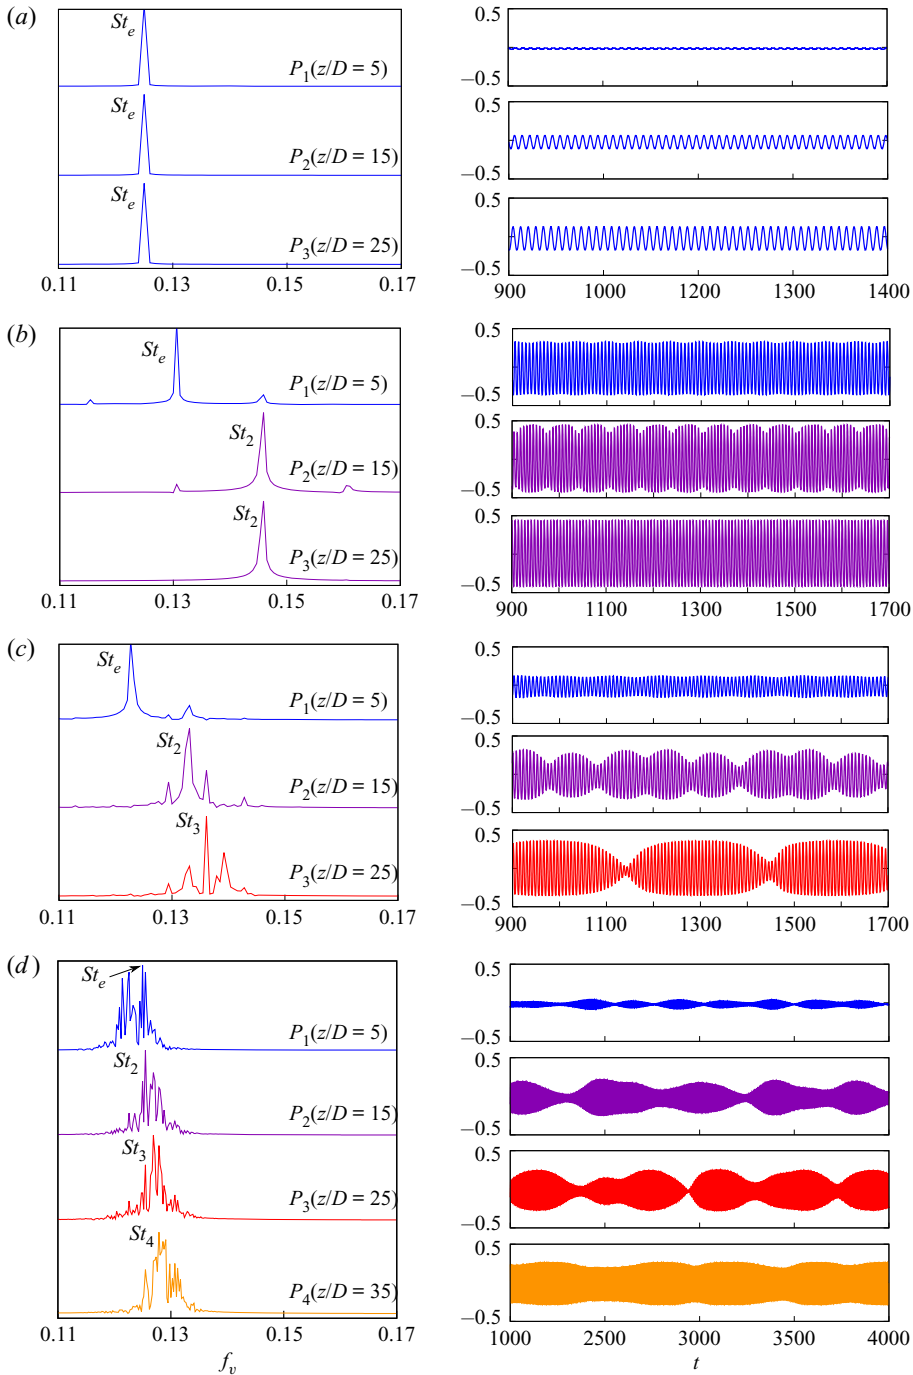 (a)
St_e
P_1(z/D = 5)
St_e
P_2(z/D = 15)
St_e
P_3(z/D = 25)
0.11 0.13 0.15 0.17
0.5
−0.5
0.5
−0.5
0.5
−0.5
900 1000 1200 1300 1400
(b)
St_e
P_1(z/D = 5)
St_2
P_2(z/D = 15)
St_2
P_3(z/D = 25)
0.11 0.13 0.15 0.17
0.5
−0.5
0.5
−0.5
0.5
−0.5
900 1100 1300 1500 1700
(c)
St_e
P_1(z/D = 5)
St_2
P_2(z/D = 15)
St_3
P_3(z/D = 25)
0.11 0.13 0.15 0.17
0.5
−0.5
0.5
−0.5
0.5
−0.5
900 1100 1300 1500 1700
(d)
St_e
P_1(z/D = 5)
St_2
P_2(z/D = 15)
St_3
P_3(z/D = 25)
St_4
P_4(z/D = 35)
0.11 0.13 0.15 0.17
f_v
0.5
−0.5
0.5
−0.5
0.5
−0.5
0.5
−0.5
1000 2500 3000 3500 4000
t